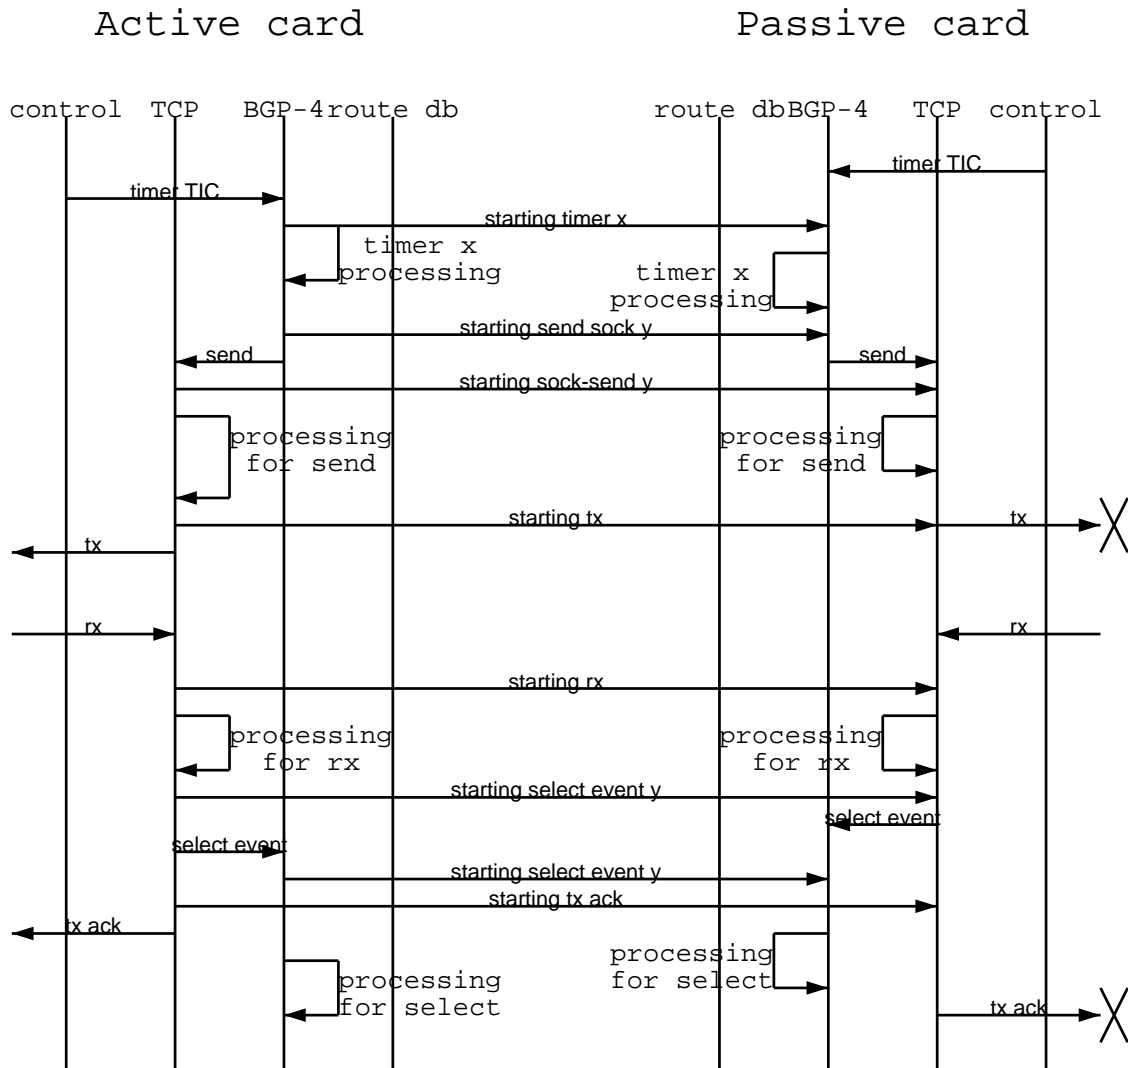 Active card
Passive card
control
TCP
BGP-4
route db
route db
BGP-4
TCP
control
timer TIC
timer TIC
starting timer x
timer x
processing
timer x
processing
starting send sock y
send
send
starting sock-send y
processing
for send
processing
for send
starting tx
tx
tx
rx
rx
starting rx
processing
for rx
processing
for rx
starting select event y
select event
select event
starting select event y
starting tx ack
tx ack
processing
for select
processing
for select
tx ack